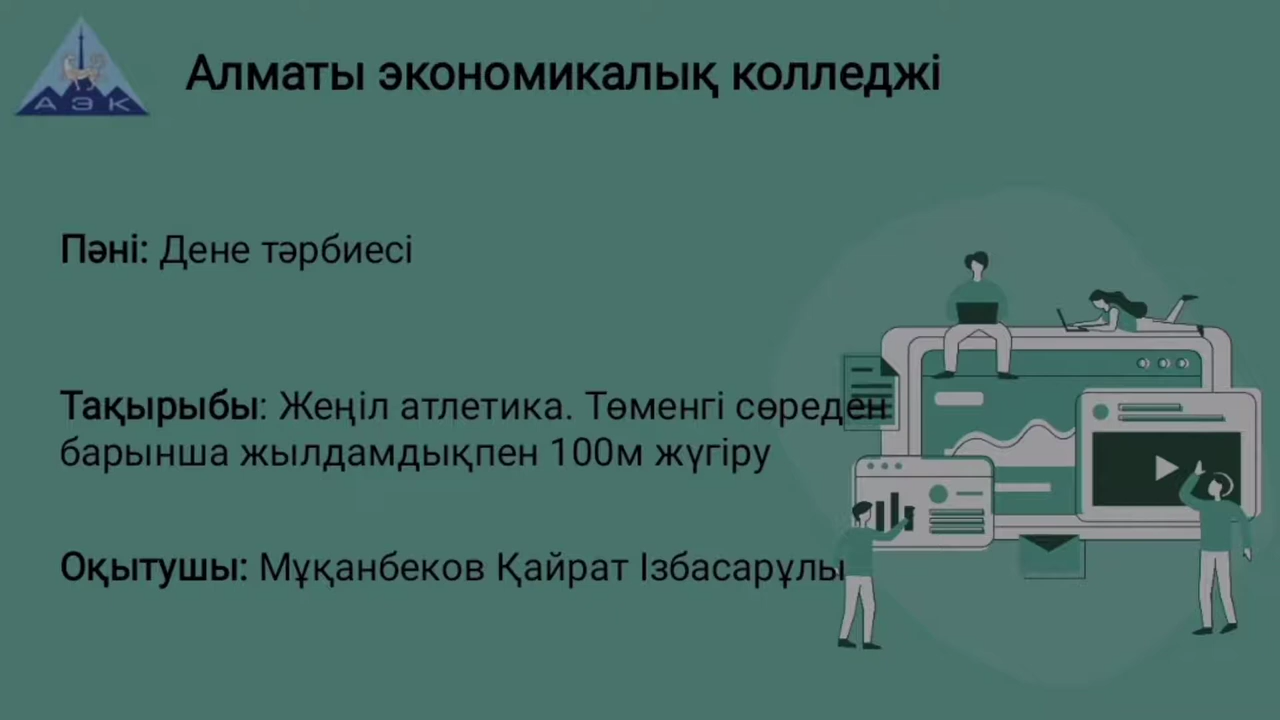 АЭК
Алматы экономикалық колледжі
Пәні: Дене тәрбиесі
Тақырыбы: Жеңіл атлетика. Төменгі сөреден
барынша жылдамдықпен 100м жүгіру
Оқытушы: Мұқанбеков Қайрат Ізбасарұлы